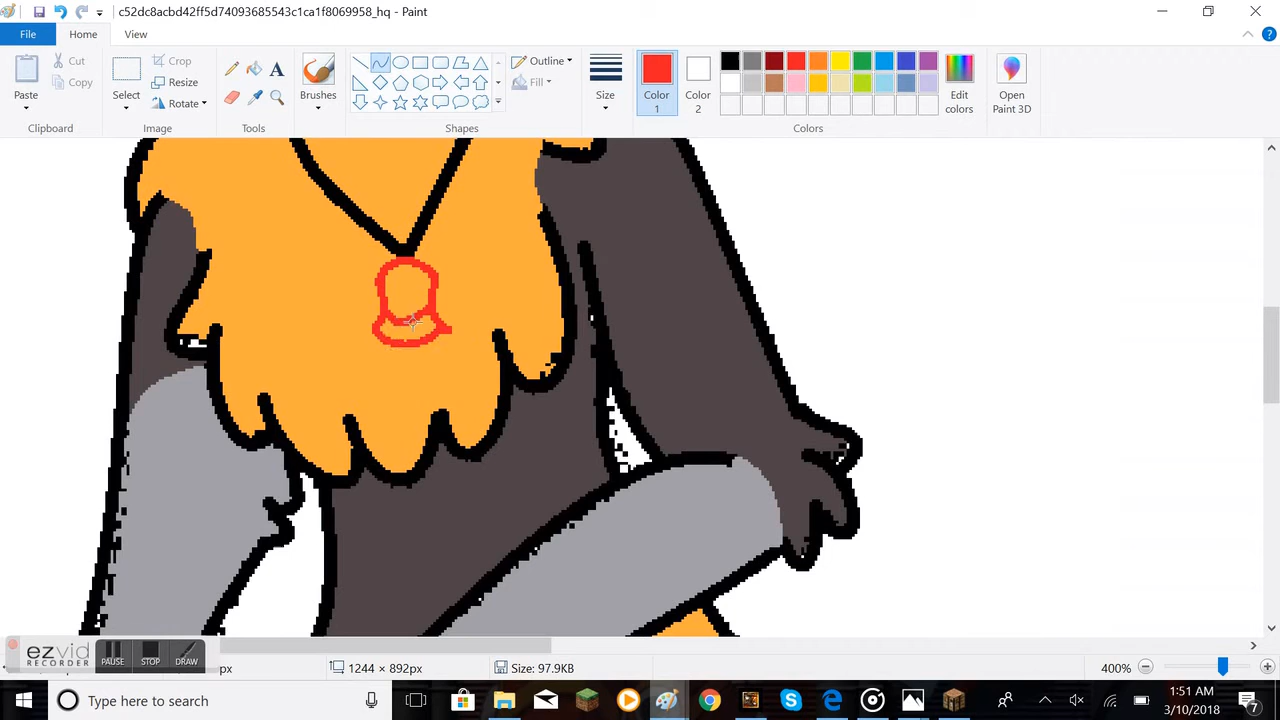 c52dc8acbd42ff5d74093685543c1ca1f8069958_hq - Paint
File
Home
View
Paste
Cut
Copy
Clipboard
Select
Crop
Resize
Rotate
Image
A
Tools
Brushes
Outline
Fill
Shapes
Size
Color 1
Color 2
Colors
Edit colors
Open Paint 3D
ezvid
RECORDER
PAUSE
STOP
DRAW
px
1244 × 892px
Size: 97.9KB
400%
Type here to search
:51 AM
3/10/2018
7